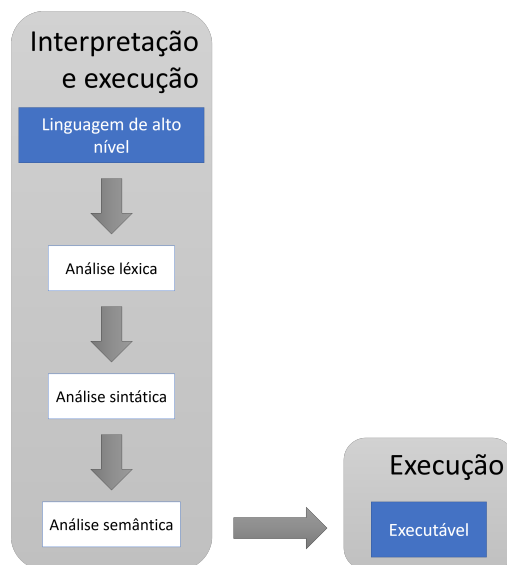 Interpretação
e execução
Linguagem de alto
nível
Análise léxica
Análise sintática
Análise semântica
Execução
Executável